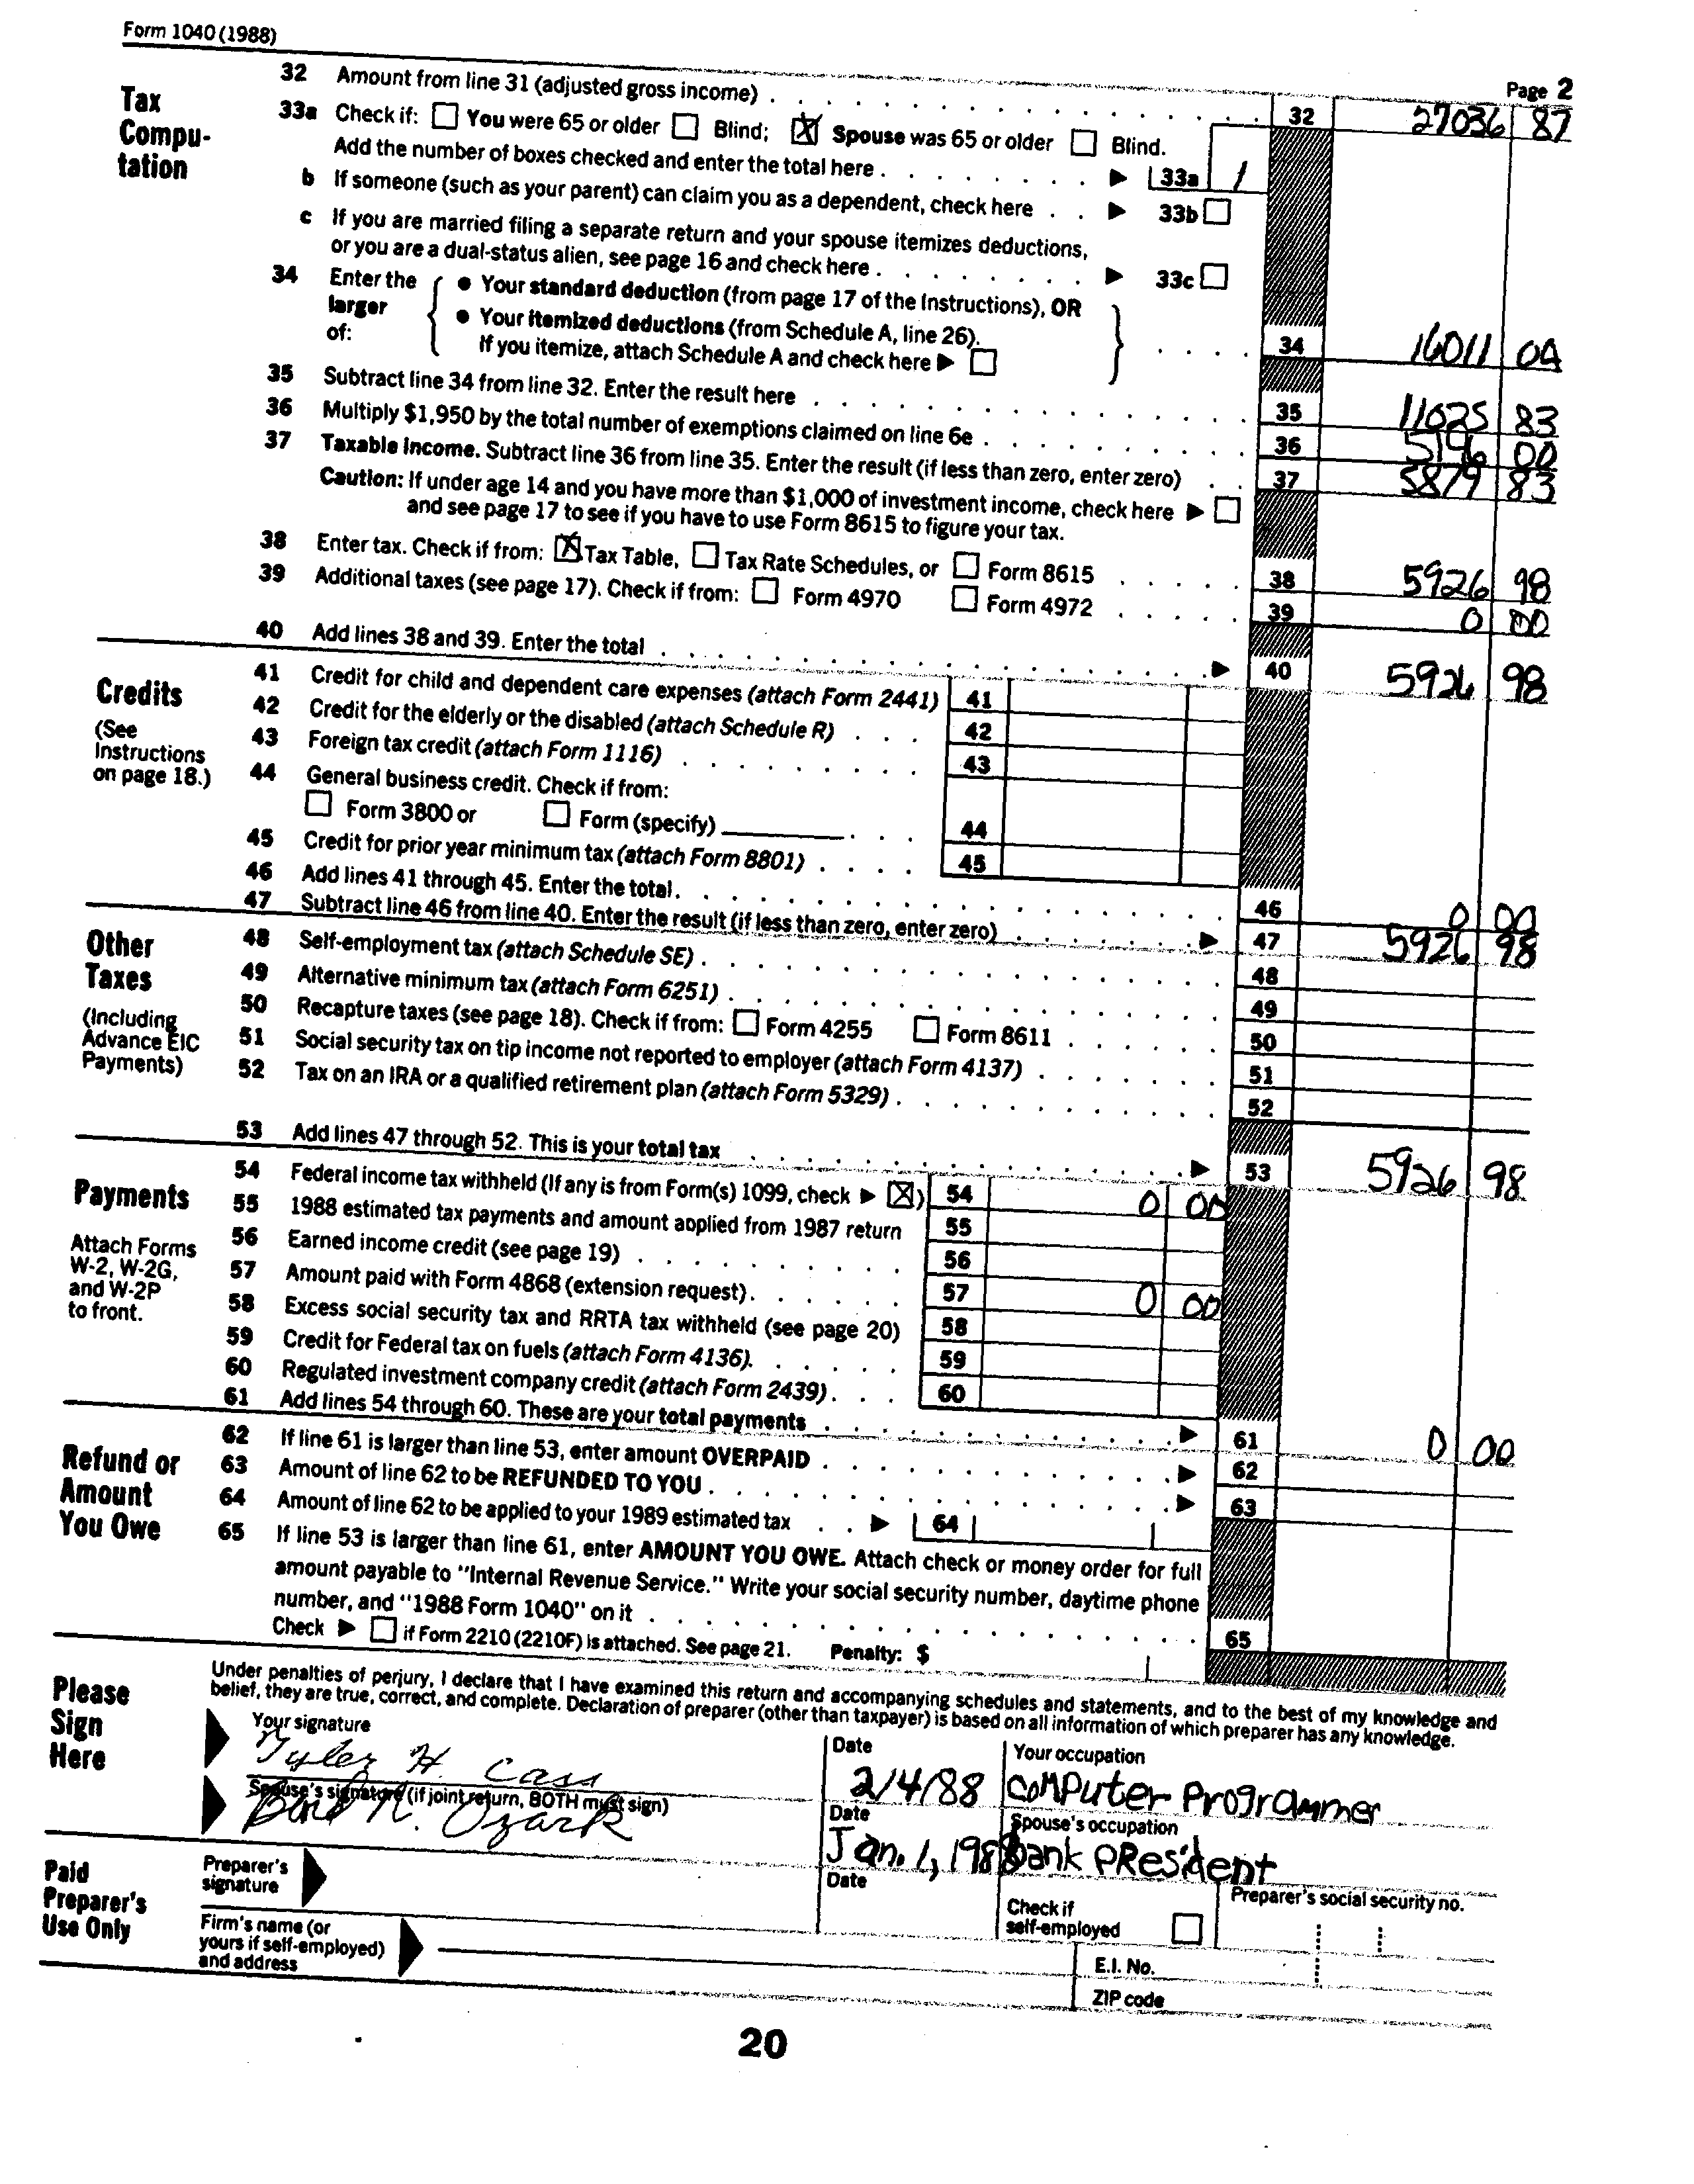 Form 1040 (1988)
Page 2
Tax Compu- tation
32 Amount from line 31 (adjusted gross income) 32 27036 87
33a Check if: You were 65 or older Blind; X Spouse was 65 or older Blind.
Add the number of boxes checked and enter the total here 33a 1
b If someone (such as your parent) can claim you as a dependent, check here 33b
c If you are married filing a separate return and your spouse itemizes deductions,
or you are a dual-status alien, see page 16 and check here 33c
34 Enter the larger of: { • Your standard deduction (from page 17 of the Instructions), OR
• Your itemized deductions (from Schedule A, line 26).
If you itemize, attach Schedule A and check here } 34 16011 04
35 Subtract line 34 from line 32. Enter the result here 35 11025 83
36 Multiply $1,950 by the total number of exemptions claimed on line 6e 36 5146 00
37 Taxable income. Subtract line 36 from line 35. Enter the result (if less than zero, enter zero) 37 5879 83
Caution: If under age 14 and you have more than $1,000 of investment income, check here
and see page 17 to see if you have to use Form 8615 to figure your tax.
38 Enter tax. Check if from: X Tax Table, Tax Rate Schedules, or Form 8615 38 5926 98
39 Additional taxes (see page 17). Check if from: Form 4970 Form 4972 39 0 00
40 Add lines 38 and 39. Enter the total 40 5926 98
Credits
(See Instructions on page 18.)
41 Credit for child and dependent care expenses (attach Form 2441) 41
42 Credit for the elderly or the disabled (attach Schedule R) 42
43 Foreign tax credit (attach Form 1116) 43
44 General business credit. Check if from:
Form 3800 or Form (specify) 44
45 Credit for prior year minimum tax (attach Form 8801) 45
46 Add lines 41 through 45. Enter the total 46 0 00
47 Subtract line 46 from line 40. Enter the result (if less than zero, enter zero) 47 5926 98
Other Taxes
(Including Advance EIC Payments)
48 Self-employment tax (attach Schedule SE) 48
49 Alternative minimum tax (attach Form 6251) 49
50 Recapture taxes (see page 18). Check if from: Form 4255 Form 8611 50
51 Social security tax on tip income not reported to employer (attach Form 4137) 51
52 Tax on an IRA or a qualified retirement plan (attach Form 5329) 52
53 Add lines 47 through 52. This is your total tax 53 5926 98
Payments
Attach Forms W-2, W-2G, and W-2P to front.
54 Federal income tax withheld (If any is from Form(s) 1099, check X) 54 0 00
55 1988 estimated tax payments and amount applied from 1987 return 55
56 Earned income credit (see page 19) 56
57 Amount paid with Form 4868 (extension request) 57 0 00
58 Excess social security tax and RRTA tax withheld (see page 20) 58
59 Credit for Federal tax on fuels (attach Form 4136) 59
60 Regulated investment company credit (attach Form 2439) 60
61 Add lines 54 through 60. These are your total payments 61 0 00
Refund or Amount You Owe
62 If line 61 is larger than line 53, enter amount OVERPAID 62
63 Amount of line 62 to be REFUNDED TO YOU 63
64 Amount of line 62 to be applied to your 1989 estimated tax 64
65 If line 53 is larger than line 61, enter AMOUNT YOU OWE. Attach check or money order for full
amount payable to "Internal Revenue Service." Write your social security number, daytime phone
number, and "1988 Form 1040" on it 65
Check if Form 2210 (2210F) is attached. See page 21. Penalty: $
Please Sign Here
Under penalties of perjury, I declare that I have examined this return and accompanying schedules and statements, and to the best of my knowledge and
belief, they are true, correct, and complete. Declaration of preparer (other than taxpayer) is based on all information of which preparer has any knowledge.
Your signature Date Your occupation
Tyler H. Cass 2/4/88 Computer Programmer
Spouse's signature (if joint return, BOTH must sign) Date Spouse's occupation
N. Ozark Jan. 1, 1988 Bank President
Paid Preparer's Use Only
Preparer's signature Date Check if self-employed Preparer's social security no.
Firm's name (or yours if self-employed) and address E.I. No.
ZIP code
20